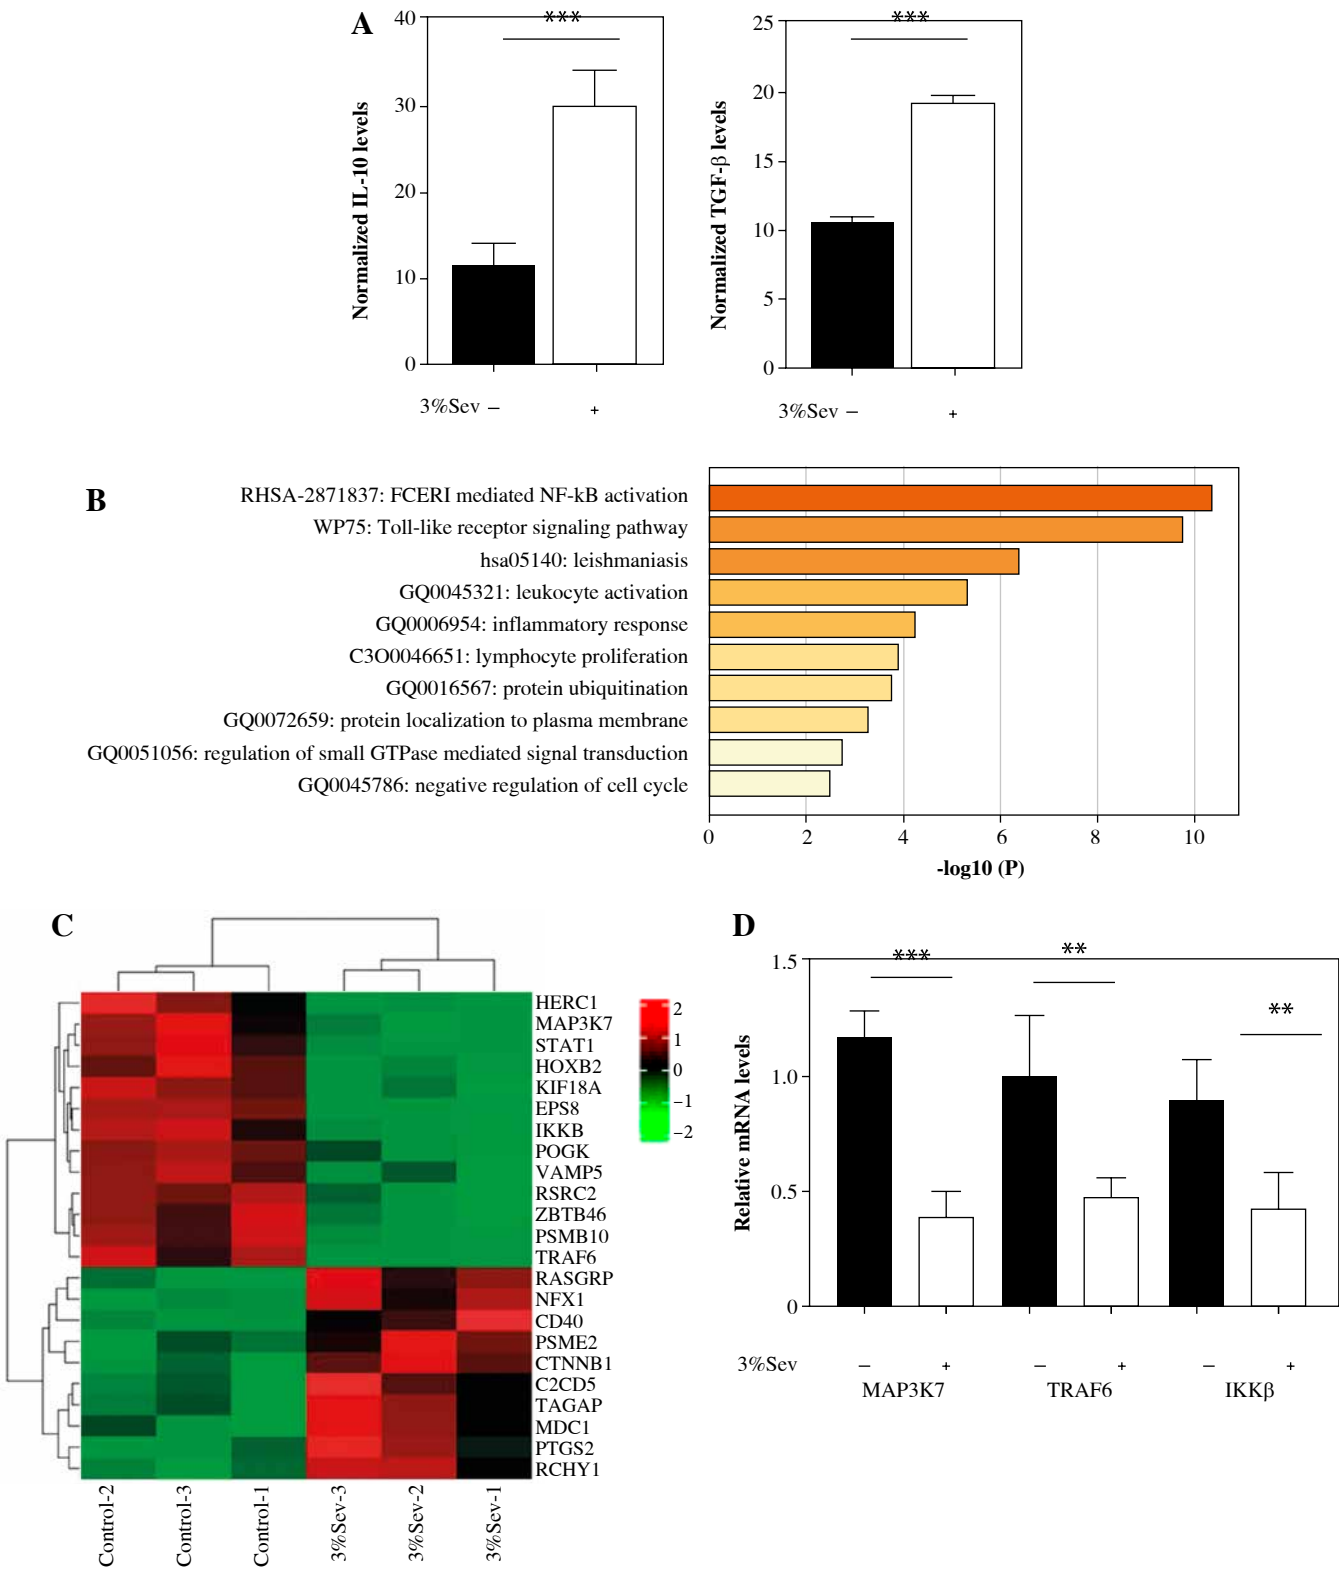 A
***
Normalized IL-10 levels
40
30
20
10
0
3%Sev – +
***
Normalized TGF-β levels
25
20
15
10
5
0
3%Sev – +
B
RHSA-2871837: FCERI mediated NF-kB activation
WP75: Toll-like receptor signaling pathway
hsa05140: leishmaniasis
GQ0045321: leukocyte activation
GQ0006954: inflammatory response
C3O0046651: lymphocyte proliferation
GQ0016567: protein ubiquitination
GQ0072659: protein localization to plasma membrane
GQ0051056: regulation of small GTPase mediated signal transduction
GQ0045786: negative regulation of cell cycle
0 2 4 6 8 10
-log10 (P)
C
HERC1
MAP3K7
STAT1
HOXB2
KIF18A
EPS8
IKKB
POGK
VAMP5
RSRC2
ZBTB46
PSMB10
TRAF6
RASGRP
NFX1
CD40
PSME2
CTNNB1
C2CD5
TAGAP
MDC1
PTGS2
RCHY1
2
1
0
–1
–2
Control-2
Control-3
Control-1
3%Sev-3
3%Sev-2
3%Sev-1
D
*** ** **
Relative mRNA levels
1.5
1.0
0.5
0
3%Sev – + – + – +
MAP3K7 TRAF6 IKKβ